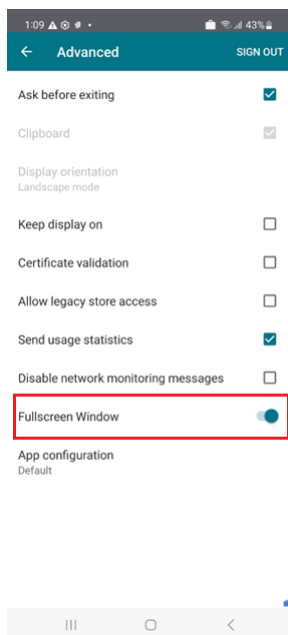 1:09 43%
Advanced SIGN OUT
Ask before exiting
Clipboard
Display orientation
Landscape mode
Keep display on
Certificate validation
Allow legacy store access
Send usage statistics
Disable network monitoring messages
Fullscreen Window
App configuration
Default